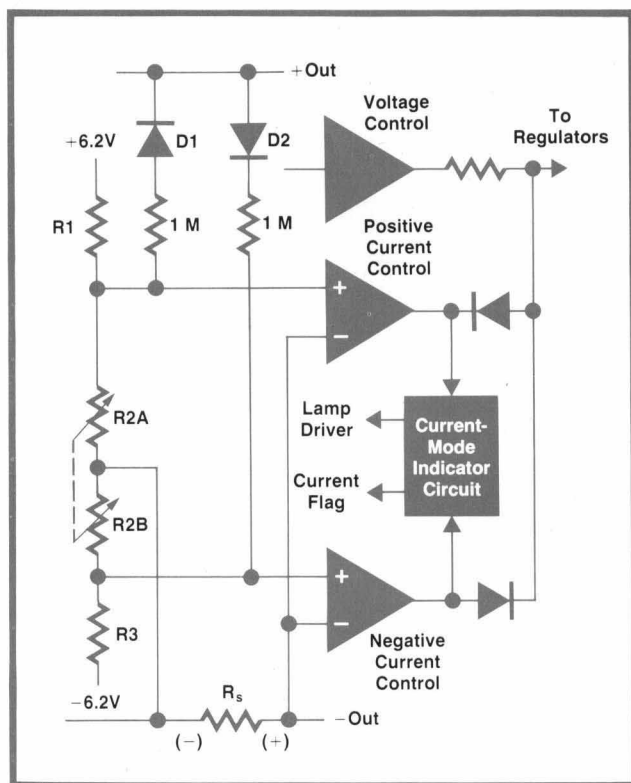 +Out
Voltage
Control
To
Regulators
+6.2V
D1
D2
R1
1 M
1 M
Positive
Current
Control
+
−
R2A
Lamp
Driver
Current-
Mode
Indicator
Circuit
Current
Flag
R2B
+
−
R3
Negative
Current
Control
−6.2V
Rs
−Out
(−)
(+)